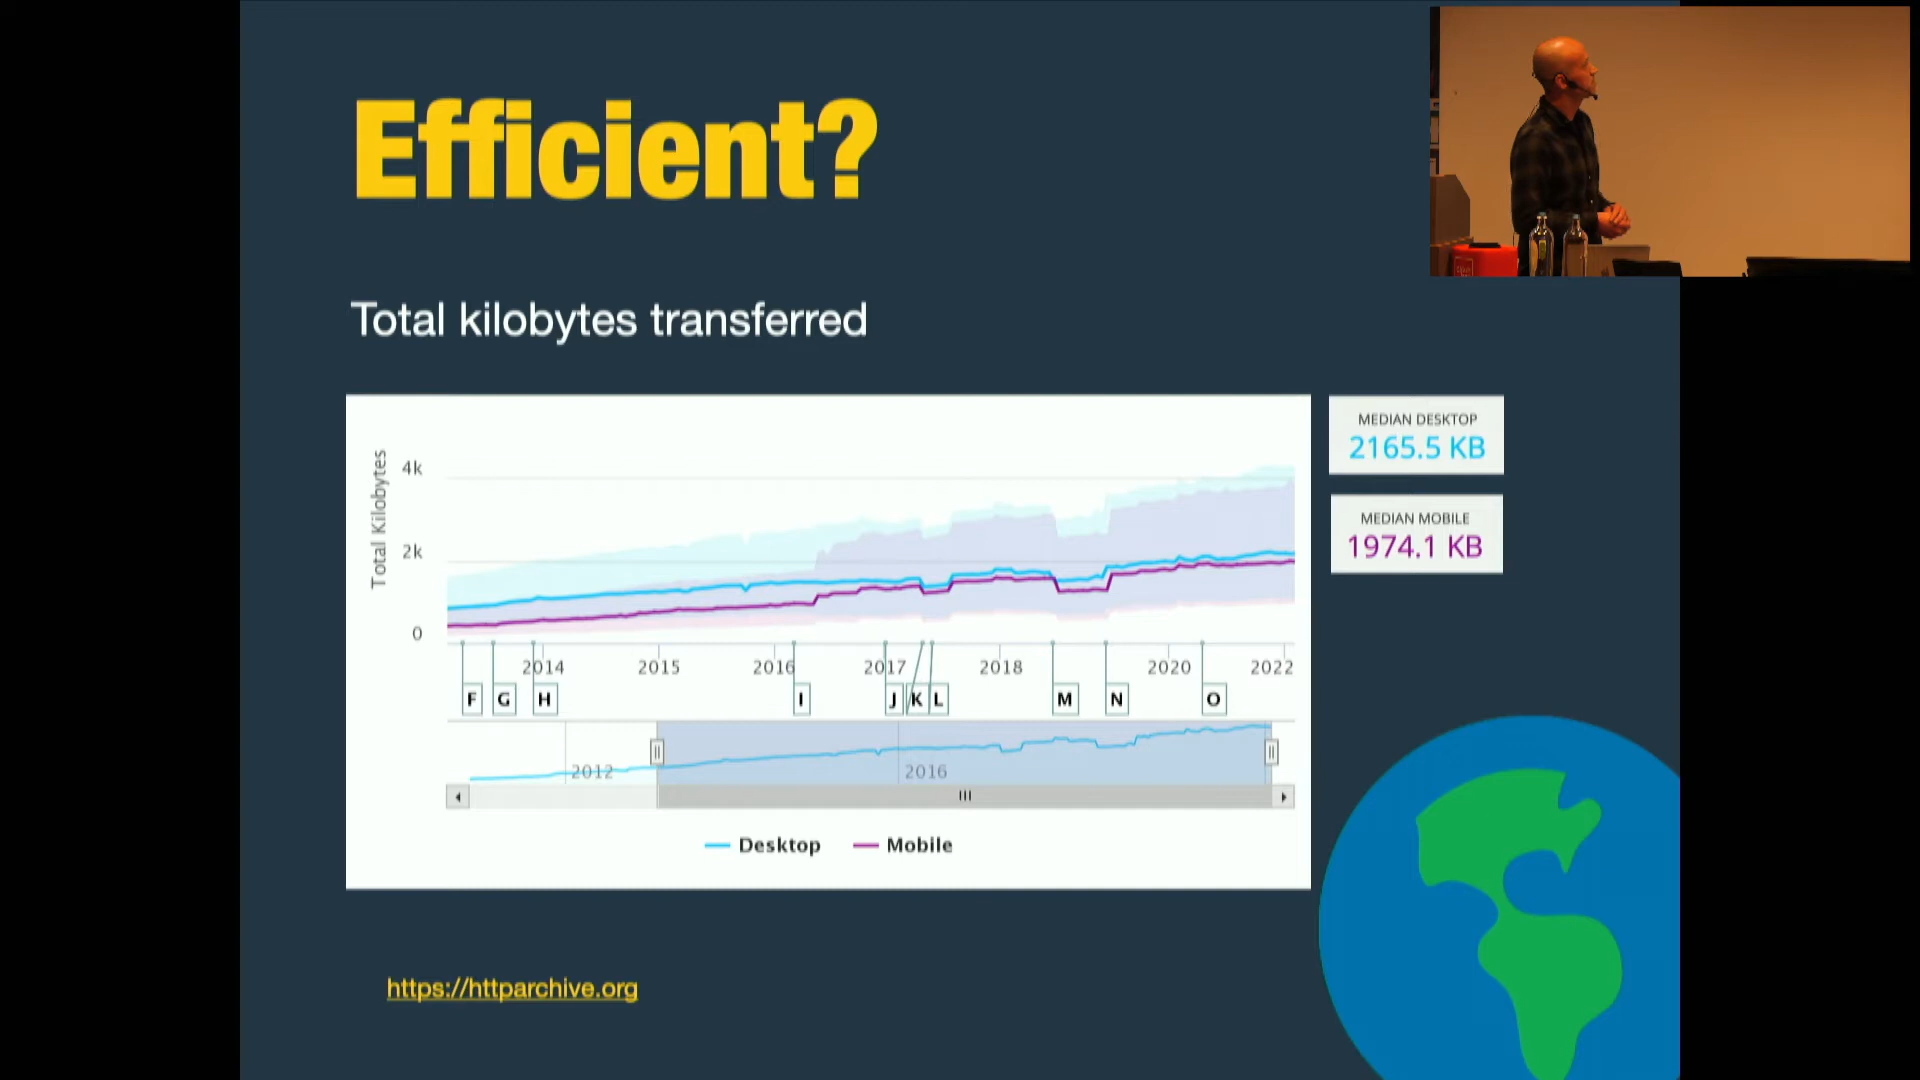 Efficient?
Total kilobytes transferred
MEDIAN DESKTOP
2165.5 KB
MEDIAN MOBILE
1974.1 KB
Total Kilobytes
4k
2k
0
2014 2015 2016 2017 2018 2020 2022
F G H I J K L M N O
2012 2016
Desktop Mobile
https://httparchive.org